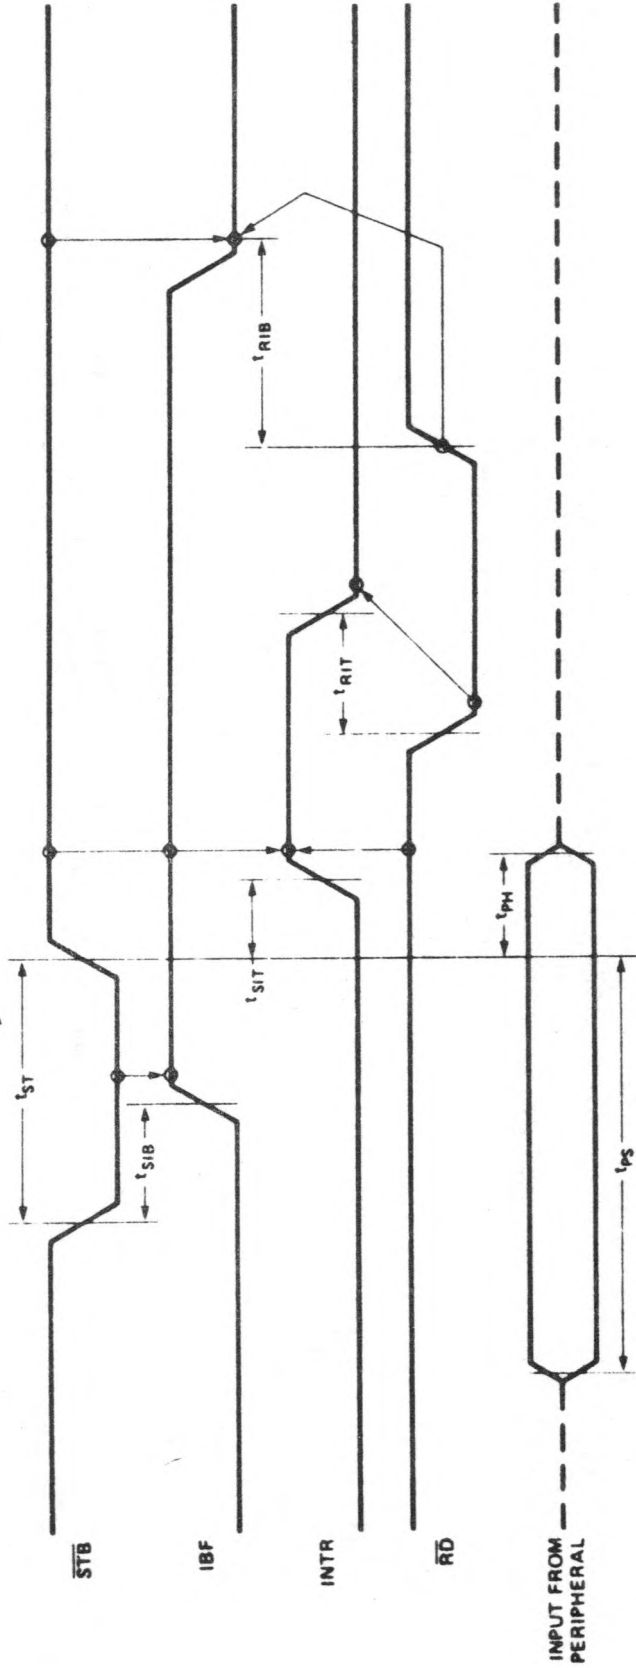 STB
IBF
INTR
RD
INPUT FROM
PERIPHERAL
tST
tSIB
tSIT
tRIT
tRIB
tPH
tPS